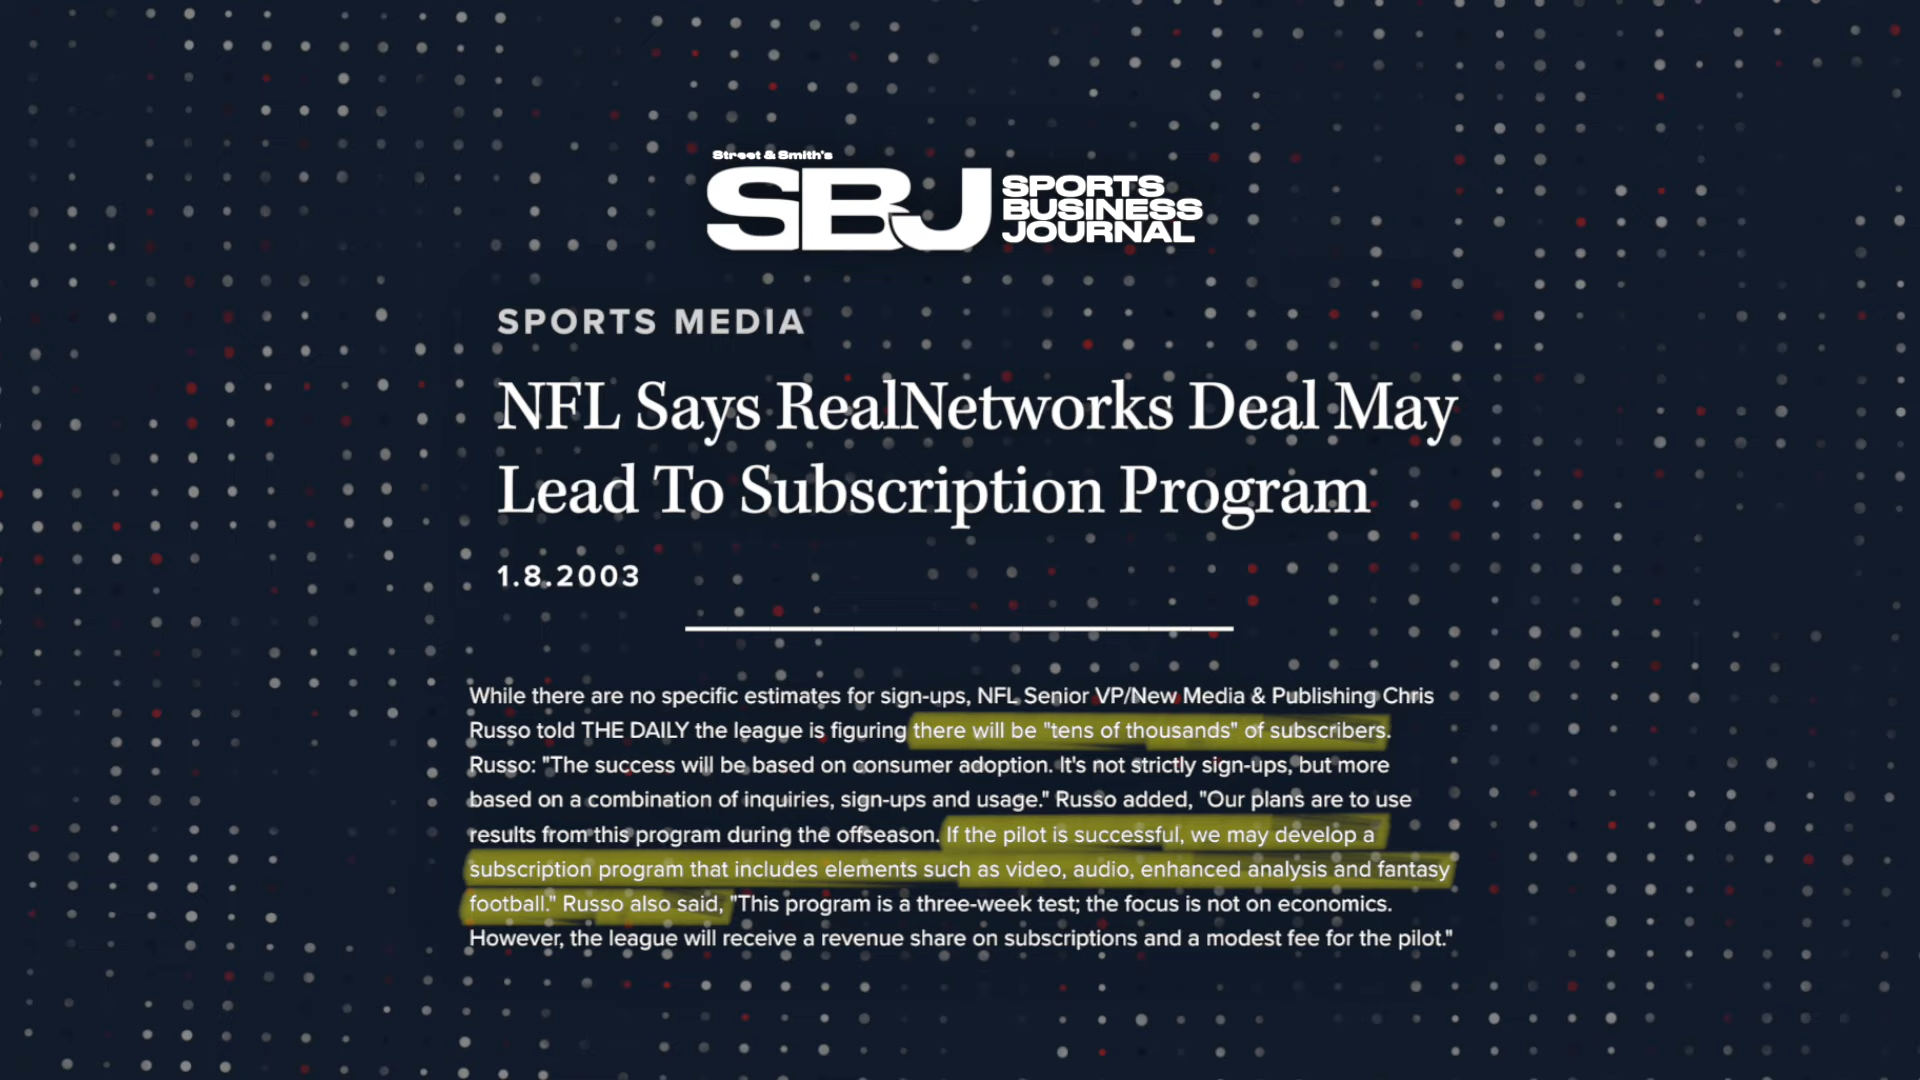 Street & Smith's
SBJ SPORTS
BUSINESS
JOURNAL
SPORTS MEDIA
NFL Says RealNetworks Deal May
Lead To Subscription Program
1.8.2003
While there are no specific estimates for sign-ups, NFL Senior VP/New Media & Publishing Chris
Russo told THE DAILY the league is figuring there will be "tens of thousands" of subscribers.
Russo: "The success will be based on consumer adoption. It's not strictly sign-ups, but more
based on a combination of inquiries, sign-ups and usage." Russo added, "Our plans are to use
results from this program during the offseason. If the pilot is successful, we may develop a
subscription program that includes elements such as video, audio, enhanced analysis and fantasy
football." Russo also said, "This program is a three-week test; the focus is not on economics.
However, the league will receive a revenue share on subscriptions and a modest fee for the pilot."